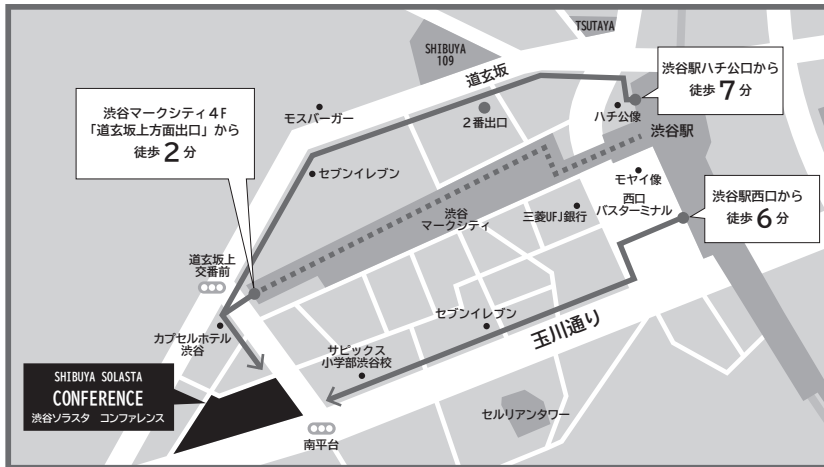 TSUTAYA
SHIBUYA
109
道玄坂
渋谷駅ハチ公口から
徒歩 7 分
渋谷マークシティ4F
「道玄坂上方面出口」から
徒歩 2 分
モスバーガー
2番出口
ハチ公像
渋谷駅
セブンイレブン
モヤイ像
西口
バスターミナル
渋谷駅西口から
徒歩 6 分
渋谷
マークシティ
三菱UFJ銀行
道玄坂上
交番前
セブンイレブン
玉川通り
カプセルホテル
渋谷
サピックス
小学部渋谷校
SHIBUYA SOLASTA
CONFERENCE
渋谷ソラスタ コンファレンス
セルリアンタワー
南平台